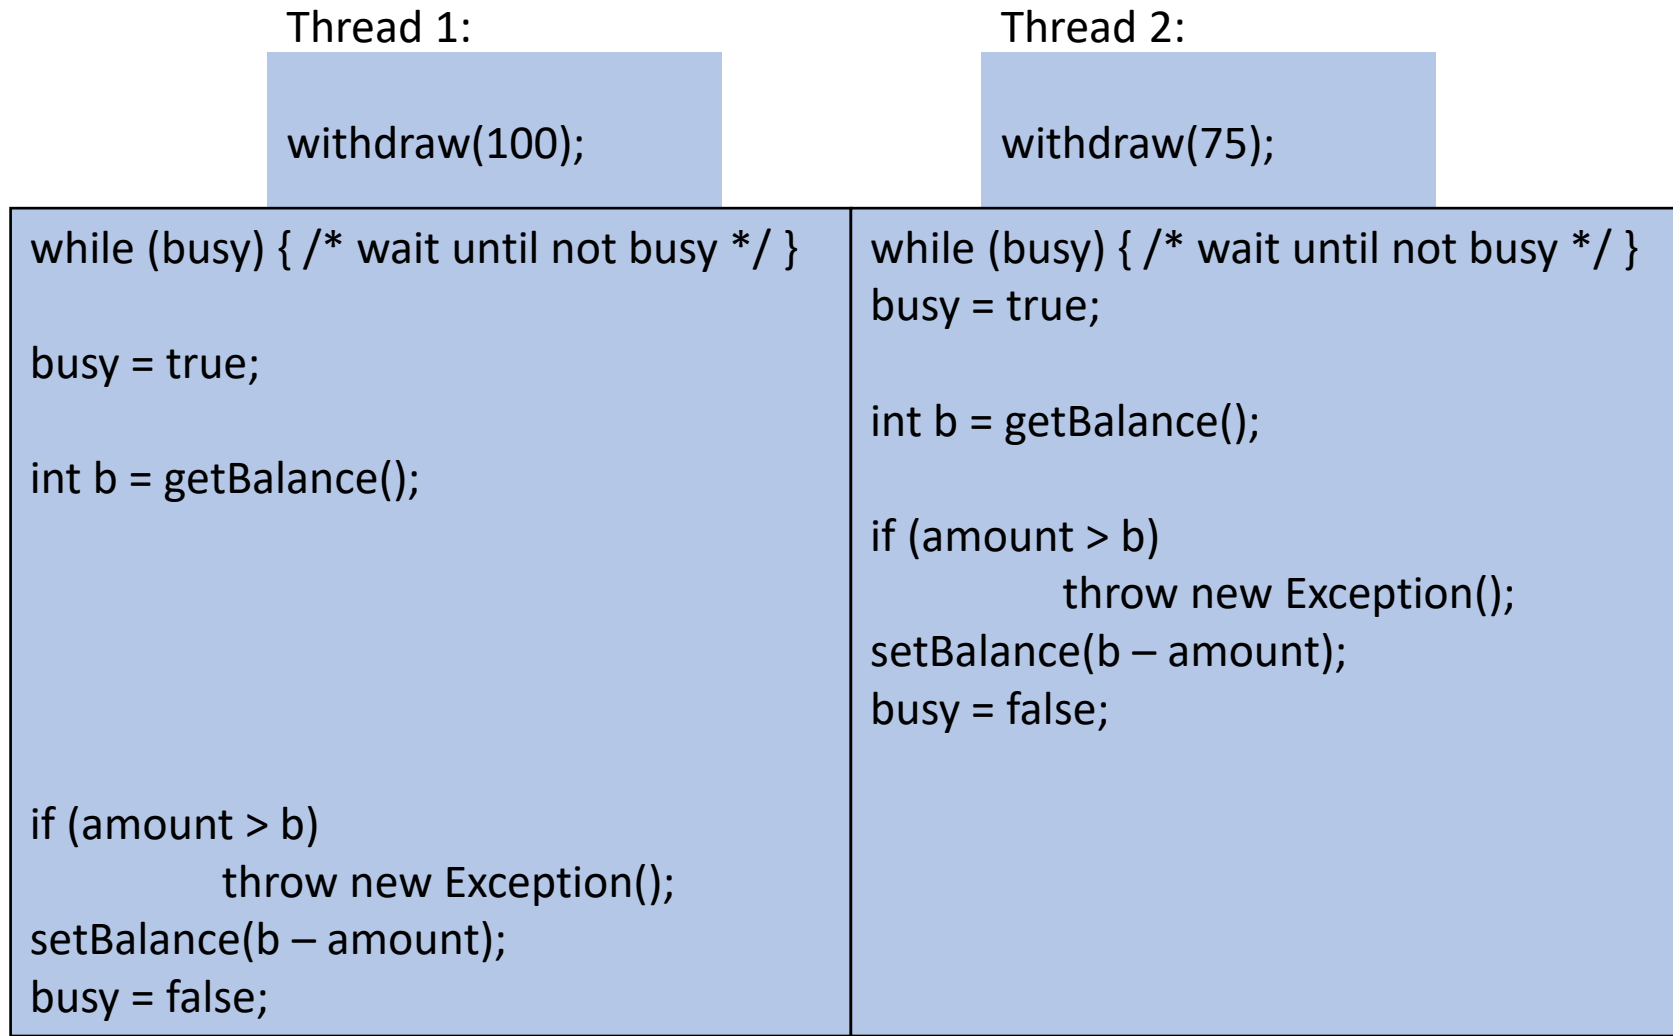 Thread 1:
withdraw(100);
while (busy) { /* wait until not busy */ }
busy = true;
int b = getBalance();
if (amount > b)
throw new Exception();
setBalance(b – amount);
busy = false;
Thread 2:
withdraw(75);
while (busy) { /* wait until not busy */ }
busy = true;
int b = getBalance();
if (amount > b)
throw new Exception();
setBalance(b – amount);
busy = false;